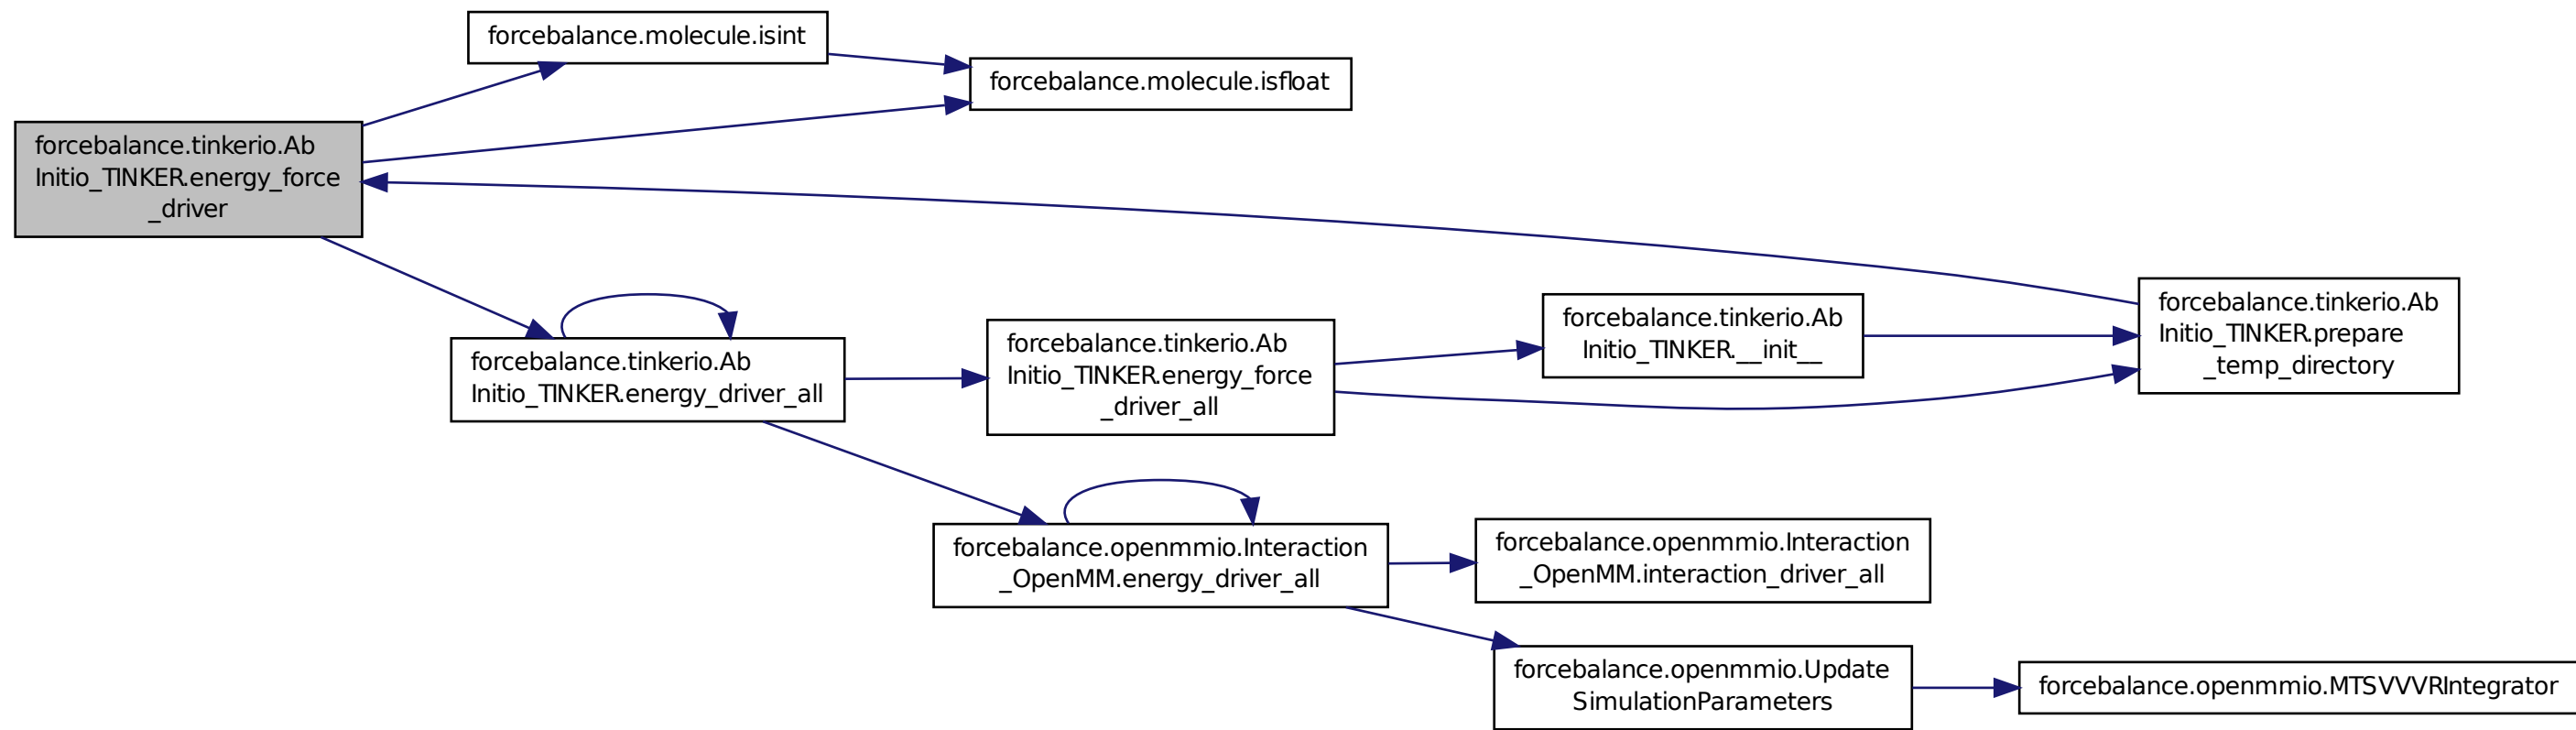 forcebalance.molecule.isint
forcebalance.molecule.isfloat
forcebalance.tinkerio.Ab
Initio_TINKER.energy_force
_driver
forcebalance.tinkerio.Ab
Initio_TINKER.energy_driver_all
forcebalance.tinkerio.Ab
Initio_TINKER.energy_force
_driver_all
forcebalance.tinkerio.Ab
Initio_TINKER.__init__
forcebalance.tinkerio.Ab
Initio_TINKER.prepare
_temp_directory
forcebalance.openmmio.Interaction
_OpenMM.energy_driver_all
forcebalance.openmmio.Interaction
_OpenMM.interaction_driver_all
forcebalance.openmmio.Update
SimulationParameters
forcebalance.openmmio.MTSVVVRIntegrator